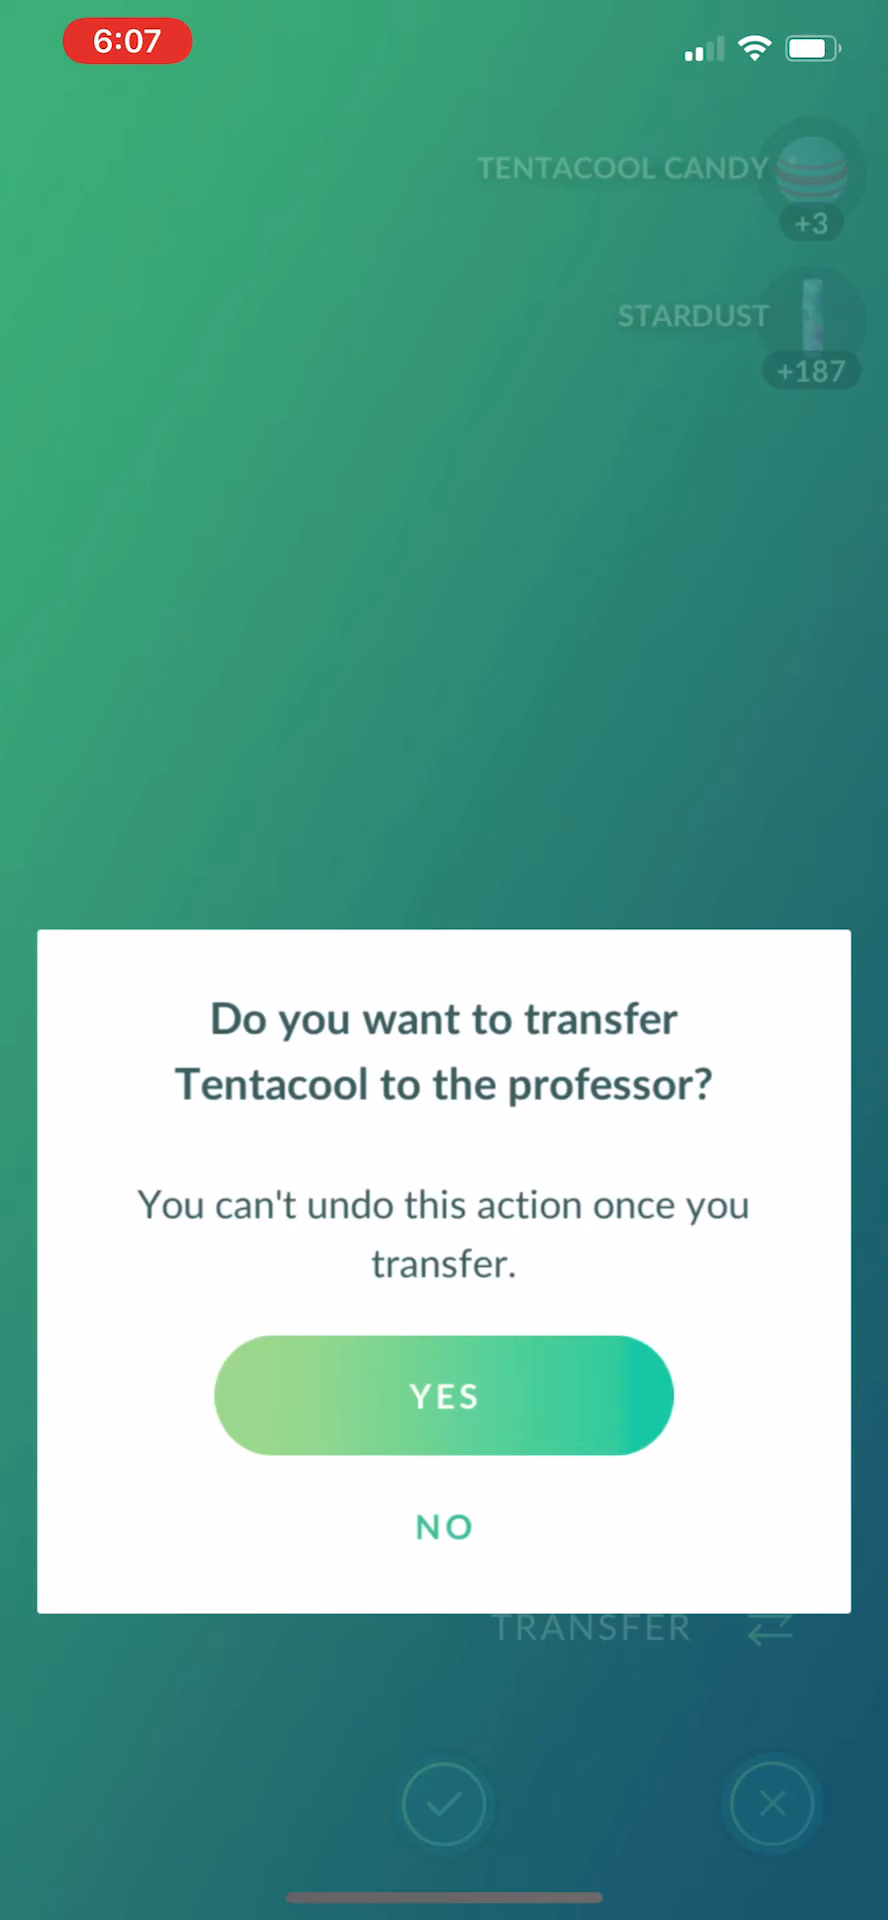 6:07
TENTACOOL CANDY
+3
STARDUST
+187
Do you want to transfer
Tentacool to the professor?
You can't undo this action once you
transfer.
YES
NO
TRANSFER